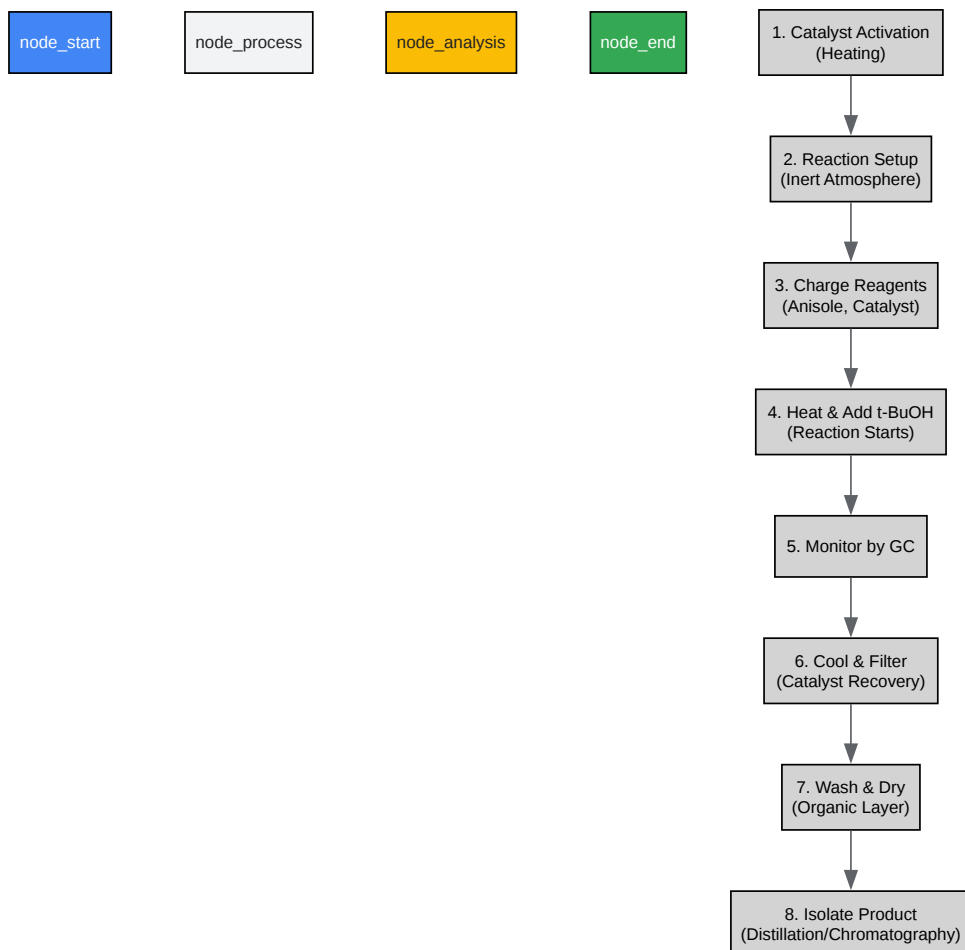 node_start
node_process
node_analysis
node_end
1. Catalyst Activation
(Heating)
2. Reaction Setup
(Inert Atmosphere)
3. Charge Reagents
(Anisole, Catalyst)
4. Heat & Add t-BuOH
(Reaction Starts)
5. Monitor by GC
6. Cool & Filter
(Catalyst Recovery)
7. Wash & Dry
(Organic Layer)
8. Isolate Product
(Distillation/Chromatography)